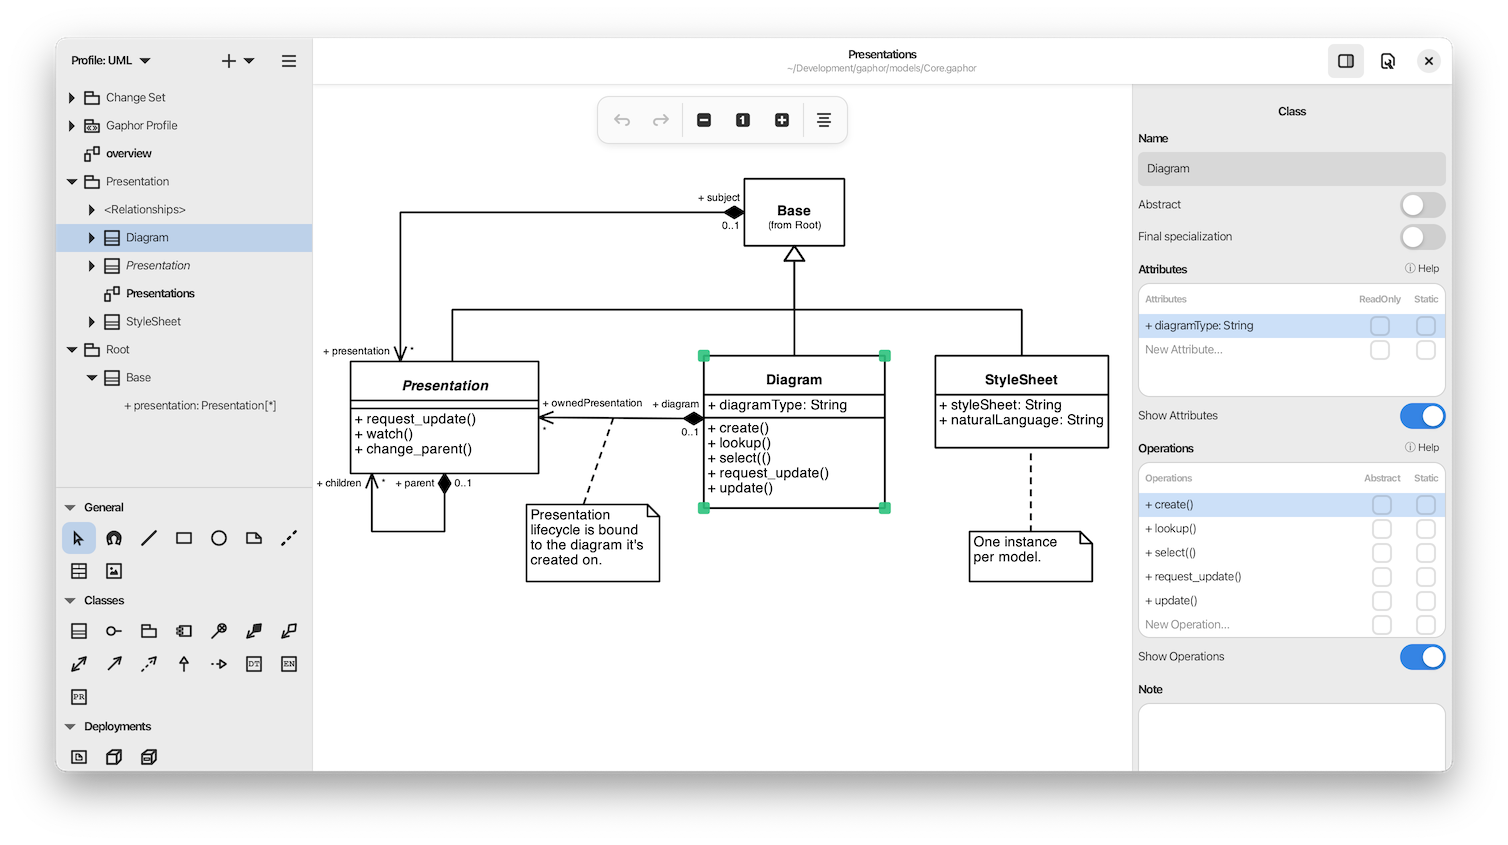 Profile: UML
Change Set
Gaphor Profile
overview
Presentation
<Relationships>
Diagram
Presentation
Presentations
StyleSheet
Root
Base
+ presentation: Presentation[*]
General
Classes
DT
EN
PR
Deployments
Presentations
~/Development/gaphor/models/Core.gaphor
1
+ subject
0..1
Base
(from Root)
+ presentation
*
Presentation
+ request_update()
+ watch()
+ change_parent()
+ children
*
+ parent
0..1
+ ownedPresentation
*
+ diagram
0..1
Diagram
+ diagramType: String
+ create()
+ lookup()
+ select(()
+ request_update()
+ update()
StyleSheet
+ styleSheet: String
+ naturalLanguage: String
Presentation
lifecycle is bound
to the diagram it's
created on.
One instance
per model.
Class
Name
Diagram
Abstract
Final specialization
Attributes
Help
Attributes ReadOnly Static
+ diagramType: String
New Attribute...
Show Attributes
Operations
Help
Operations Abstract Static
+ create()
+ lookup()
+ select(()
+ request_update()
+ update()
New Operation...
Show Operations
Note